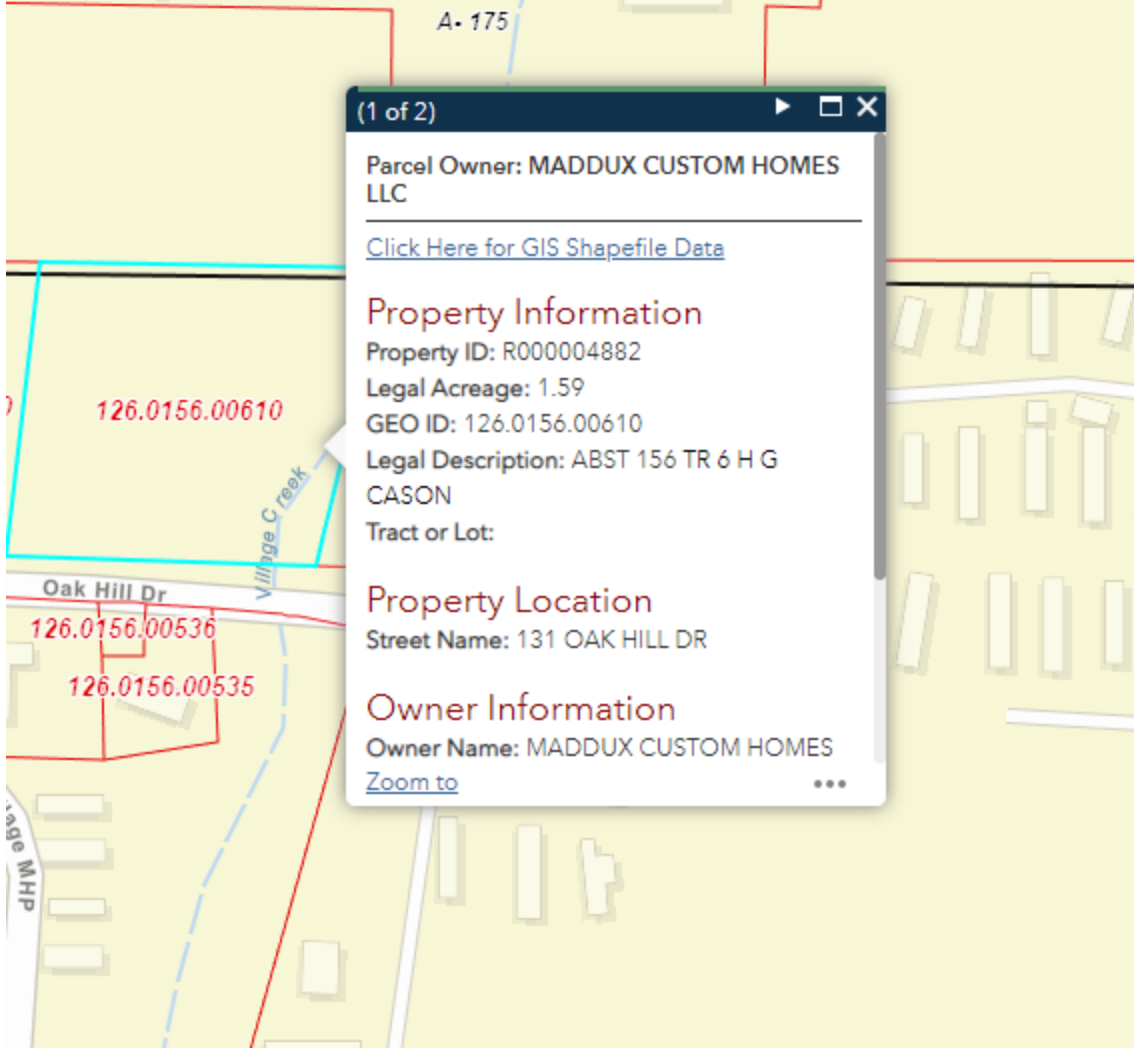 A- 175
(1 of 2)
Parcel Owner: MADDUX CUSTOM HOMES
LLC
Click Here for GIS Shapefile Data
Property Information
Property ID: R000004882
Legal Acreage: 1.59
GEO ID: 126.0156.00610
Legal Description: ABST 156 TR 6 H G
CASON
Tract or Lot:
Property Location
Street Name: 131 OAK HILL DR
Owner Information
Owner Name: MADDUX CUSTOM HOMES
Zoom to
126.0156.00610
Village Creek
Oak Hill Dr
126.0156.00536
126.0156.00535
MHP